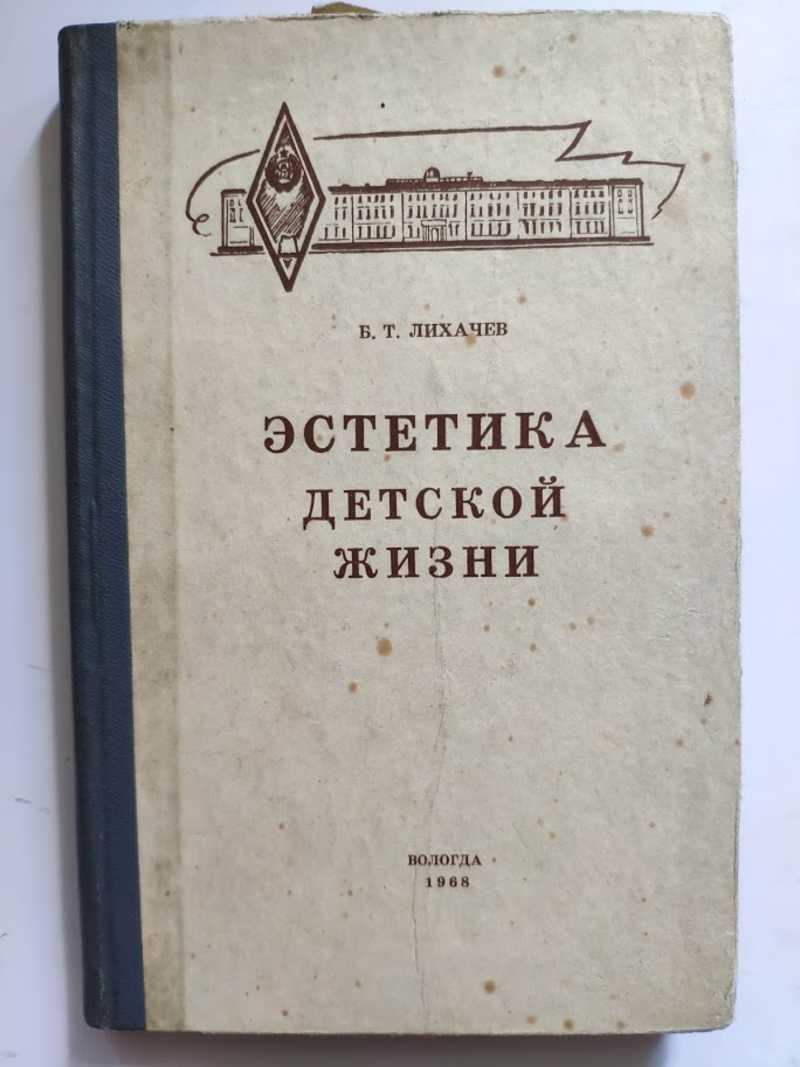 Б. Т. ЛИХАЧЕВ
ЭСТЕТИКА
ДЕТСКОЙ
ЖИЗНИ
ВОЛОГДА
1968